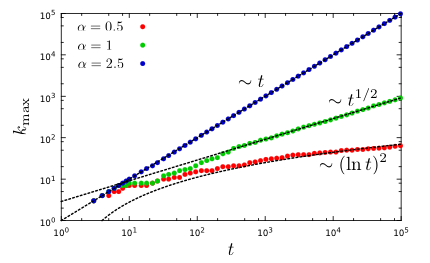 10^5
10^4
10^3
10^2
10^1
10^0
k_max
α = 0.5
α = 1
α = 2.5
~ t
~ t^{1/2}
~ (ln t)^2
10^0 10^1 10^2 10^3 10^4 10^5
t